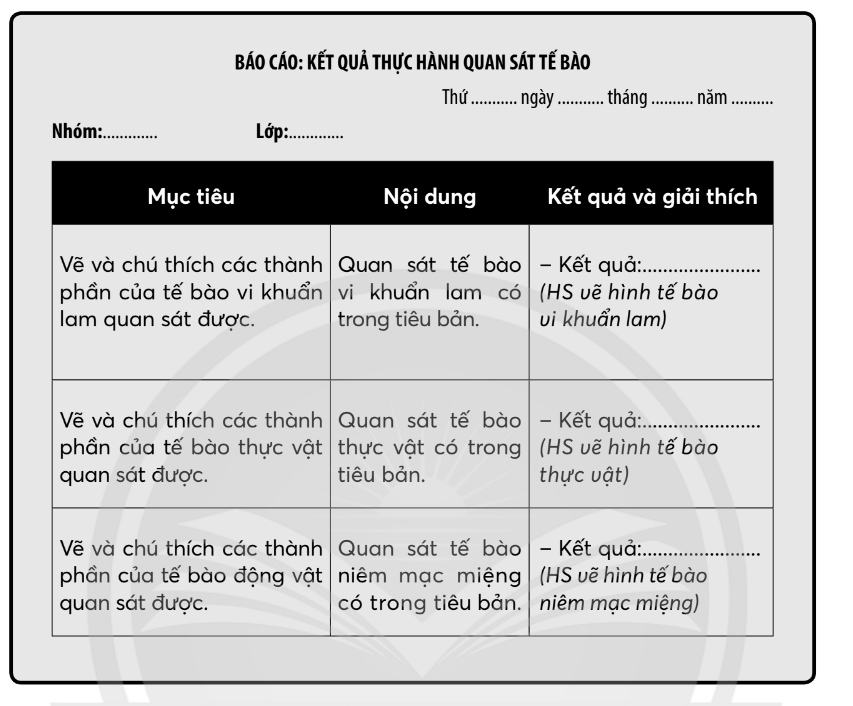 BÁO CÁO: KẾT QUẢ THỰC HÀNH QUAN SÁT TẾ BÀO
Thứ ........... ngày ........... tháng .......... năm ..........
Nhóm:............. Lớp:.............
Mục tiêu
Nội dung
Kết quả và giải thích
Vẽ và chú thích các thành
phần của tế bào vi khuẩn
lam quan sát được.
Quan sát tế bào
vi khuẩn lam có
trong tiêu bản.
– Kết quả:.......................
(HS vẽ hình tế bào
vi khuẩn lam)
Vẽ và chú thích các thành
phần của tế bào thực vật
quan sát được.
Quan sát tế bào
thực vật có trong
tiêu bản.
– Kết quả:.......................
(HS vẽ hình tế bào
thực vật)
Vẽ và chú thích các thành
phần của tế bào động vật
quan sát được.
Quan sát tế bào
niêm mạc miệng
có trong tiêu bản.
– Kết quả:.......................
(HS vẽ hình tế bào
niêm mạc miệng)